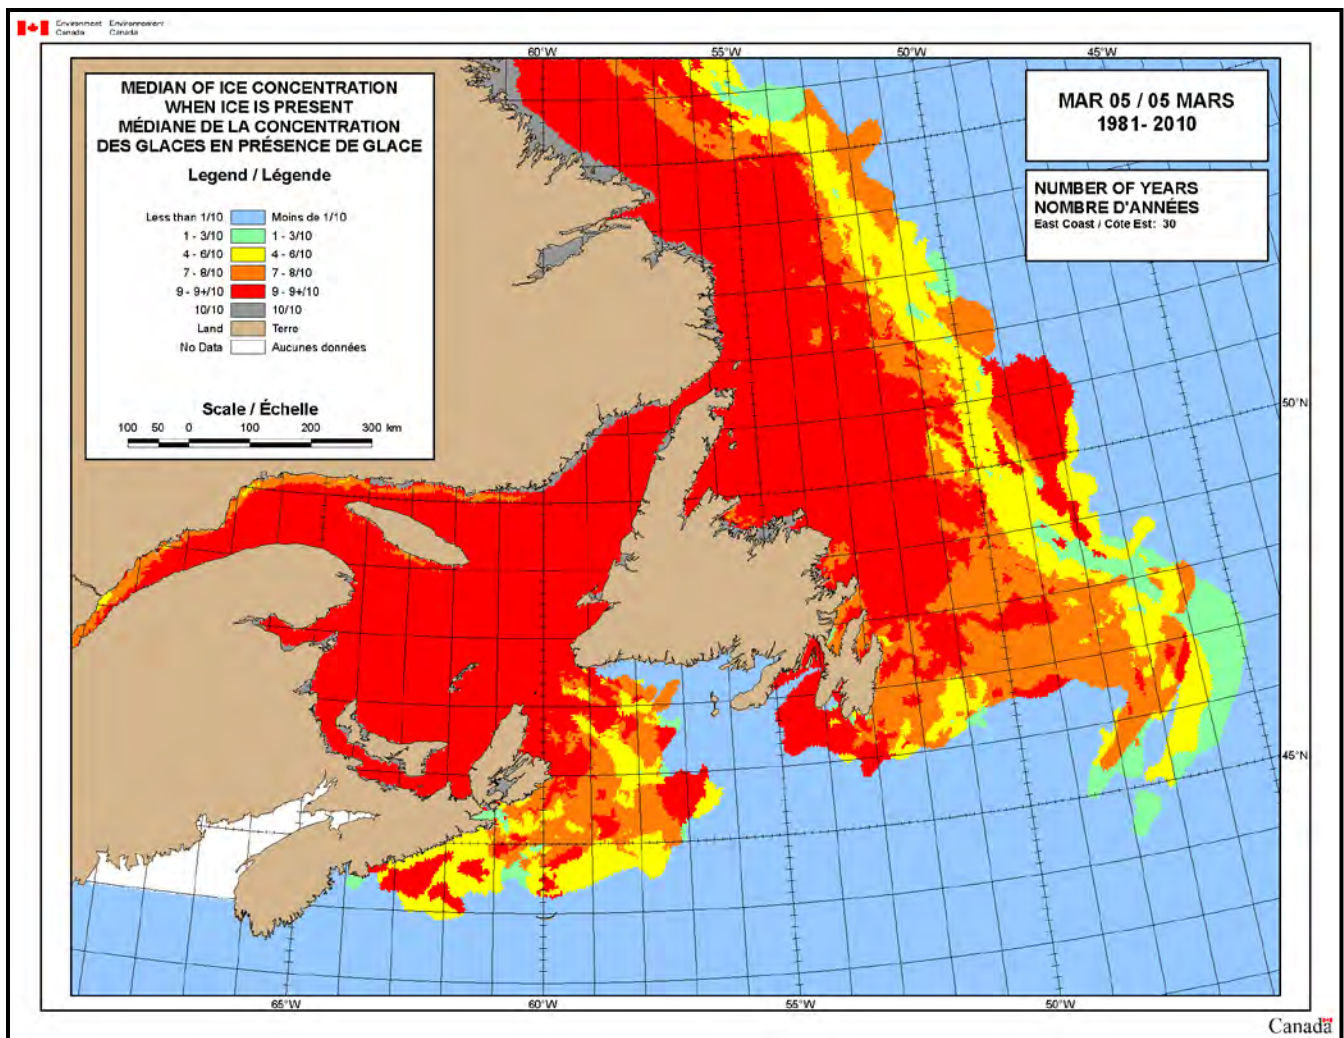 Environment Environnement
Canada Canada
60°W 55°W 50°W 45°W
MEDIAN OF ICE CONCENTRATION
WHEN ICE IS PRESENT
MÉDIANE DE LA CONCENTRATION
DES GLACES EN PRÉSENCE DE GLACE
Legend / Légende
Less than 1/10 Moins de 1/10
1 - 3/10 1 - 3/10
4 - 6/10 4 - 6/10
7 - 8/10 7 - 8/10
9 - 9+/10 9 - 9+/10
10/10 10/10
Land Terre
No Data Aucunes données
Scale / Échelle
100 50 0 100 200 300 km
MAR 05 / 05 MARS
1981- 2010
NUMBER OF YEARS
NOMBRE D'ANNÉES
East Coast / Côte Est: 30
50°N
45°N
65°W 60°W 55°W 50°W
Canada